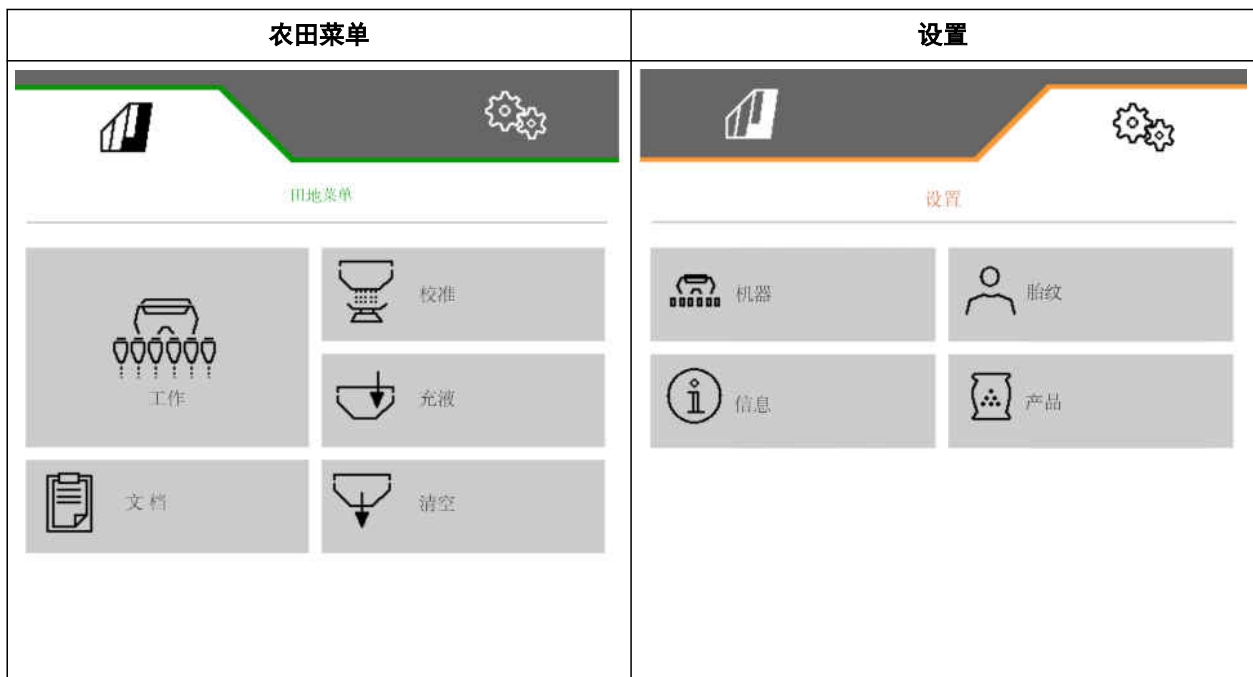 农田菜单
设置
田地菜单
设置
工作
校准
充液
文档
清空
机器
胎纹
信息
产品